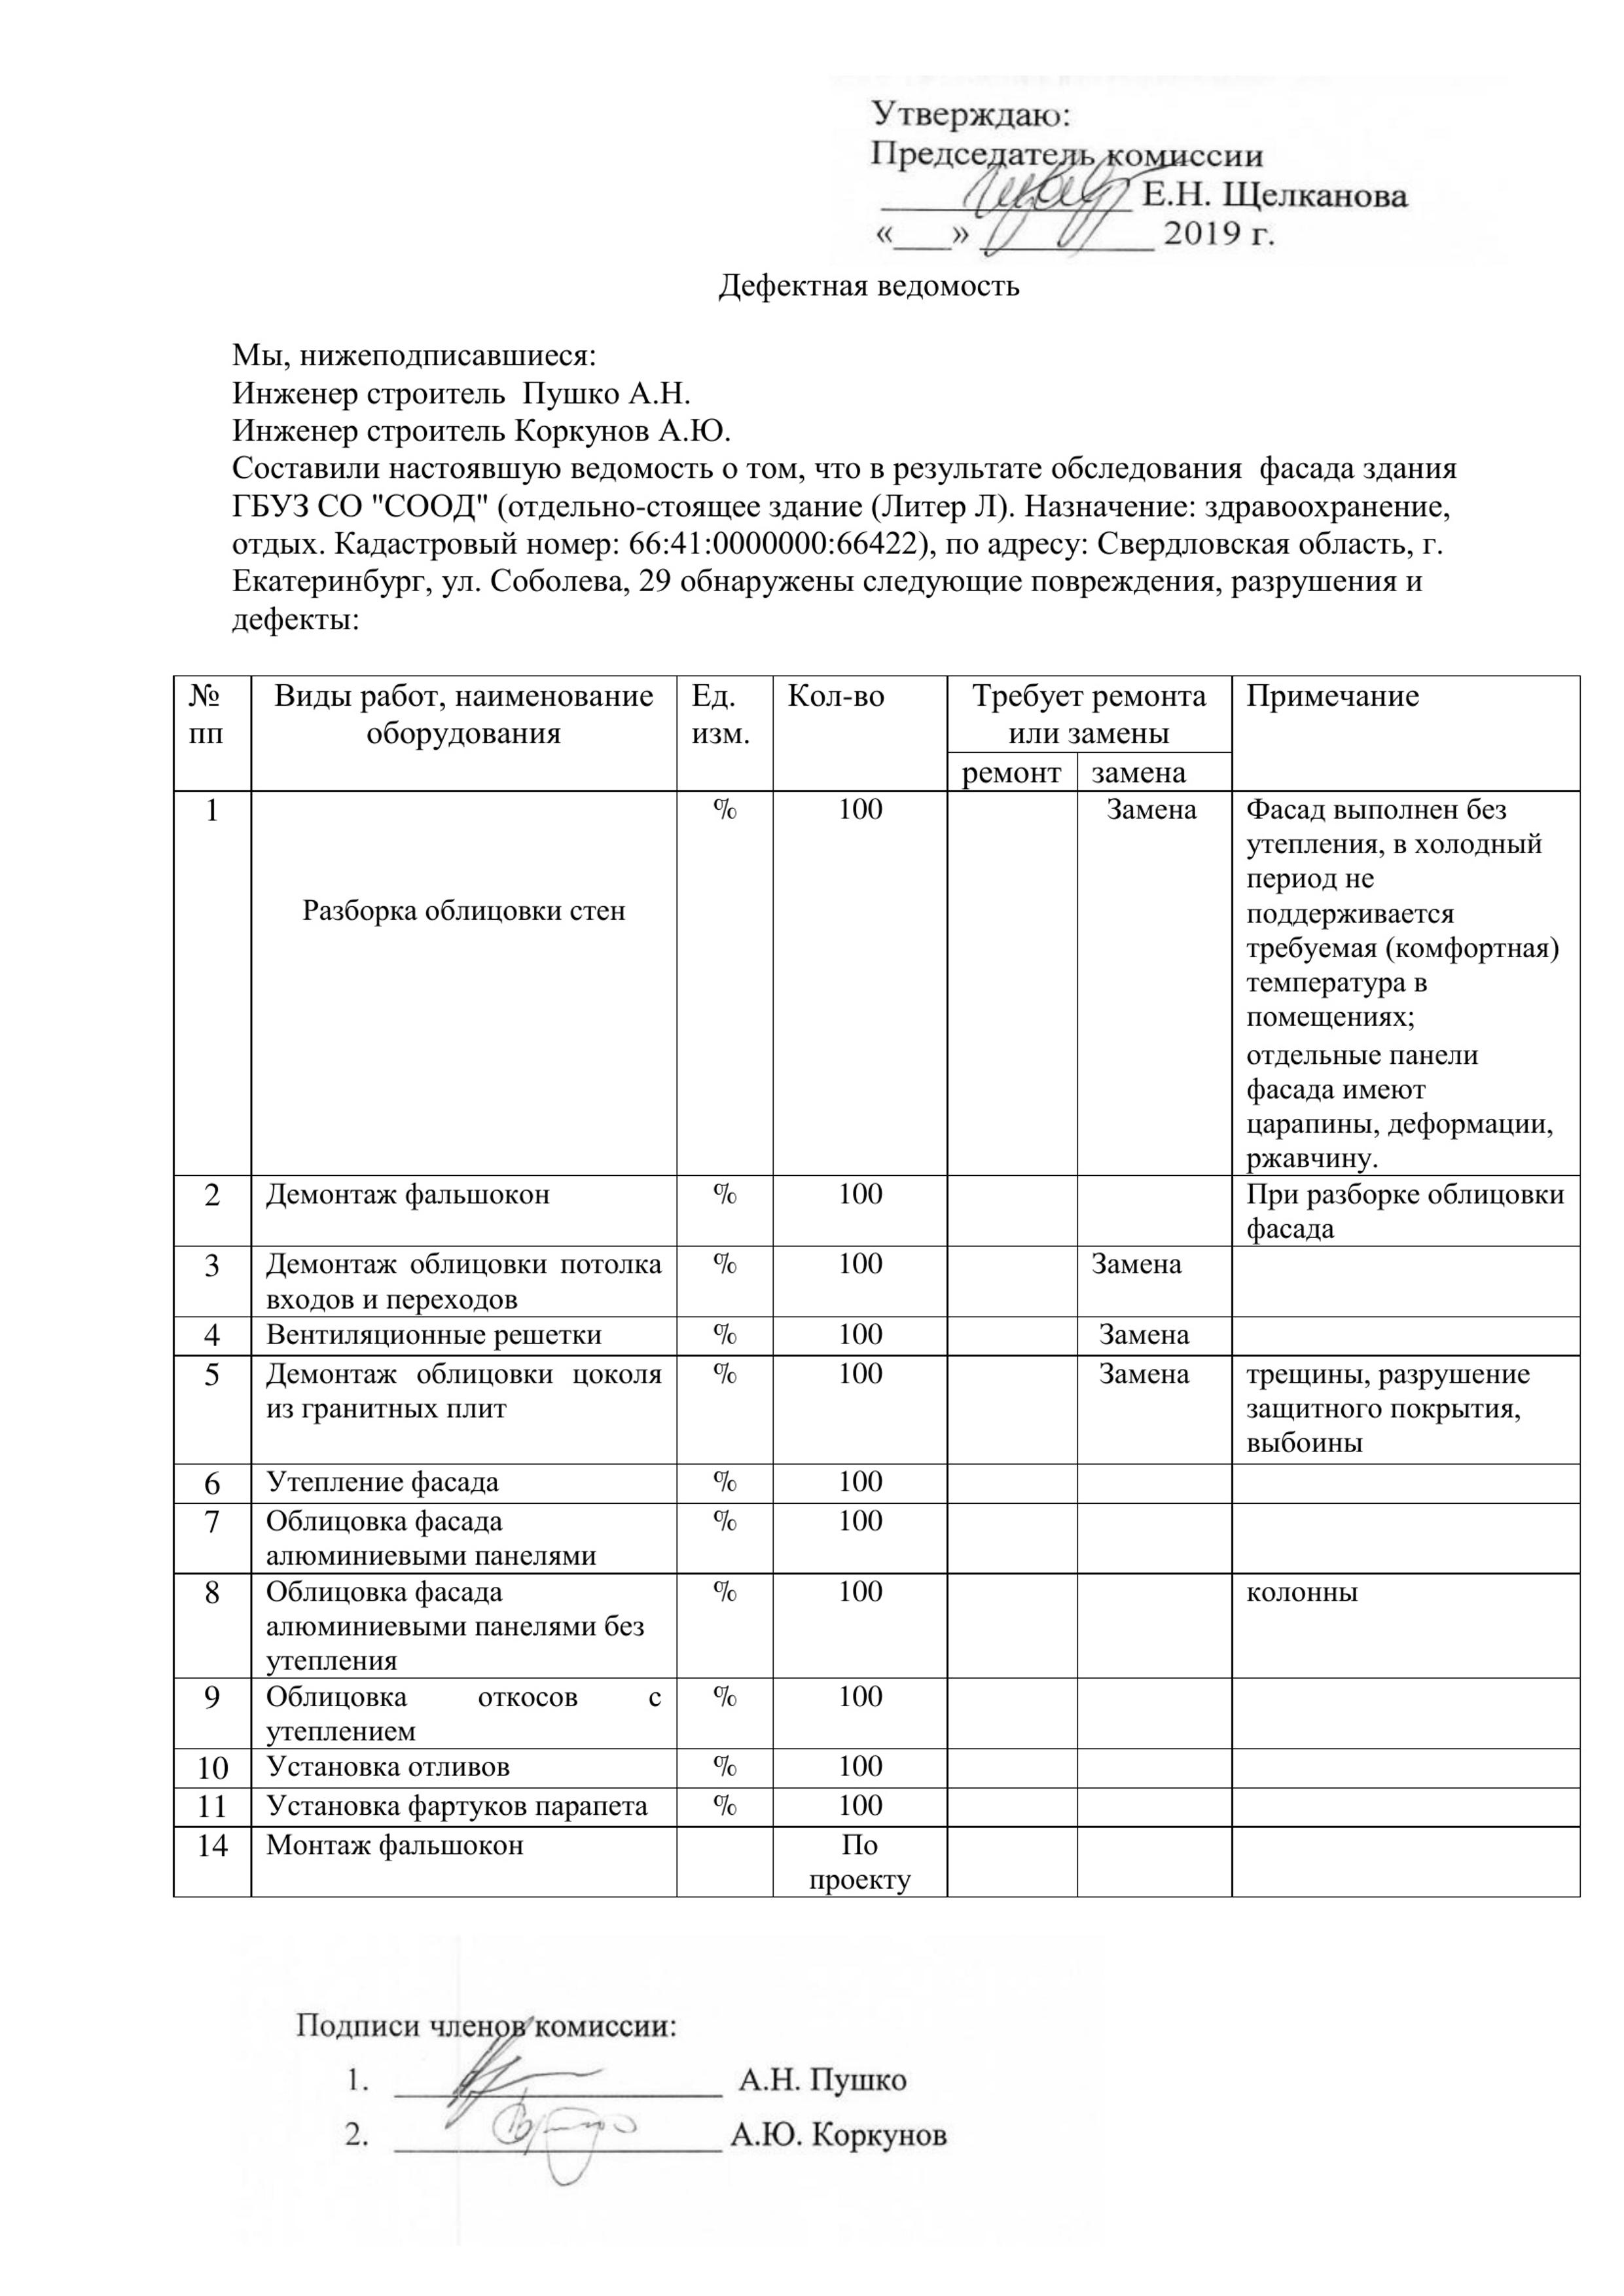 Утверждаю:
Председатель комиссии
_______________ Е.Н. Щелканова
«____» ___________ 2019 г.
Дефектная ведомость
Мы, нижеподписавшиеся:
Инженер строитель  Пушко А.Н.
Инженер строитель Коркунов А.Ю.
Составили настоявшую ведомость о том, что в результате обследования  фасада здания
ГБУЗ СО "СООД" (отдельно-стоящее здание (Литер Л). Назначение: здравоохранение,
отдых. Кадастровый номер: 66:41:0000000:66422), по адресу: Свердловская область, г.
Екатеринбург, ул. Соболева, 29 обнаружены следующие повреждения, разрушения и
дефекты:
№ Виды работ, наименование Ед. Кол-во Требует ремонта Примечание
пп оборудования изм. или замены
ремонт замена
1 % 100 Замена Фасад выполнен без
утепления, в холодный
период не
Разборка облицовки стен поддерживается
требуемая (комфортная)
температура в
помещениях;
отдельные панели
фасада имеют
царапины, деформации,
ржавчину.
2 Демонтаж фальшокон % 100 При разборке облицовки
фасада
3 Демонтаж облицовки потолка % 100 Замена
входов и переходов
4 Вентиляционные решетки % 100 Замена
5 Демонтаж облицовки цоколя % 100 Замена трещины, разрушение
из гранитных плит защитного покрытия,
выбоины
6 Утепление фасада % 100
7 Облицовка фасада % 100
алюминиевыми панелями
8 Облицовка фасада % 100 колонны
алюминиевыми панелями без
утепления
9 Облицовка откосов с % 100
утеплением
10 Установка отливов % 100
11 Установка фартуков парапета % 100
14 Монтаж фальшокон По
проекту
Подписи членов комиссии:
1. ____________________ А.Н. Пушко
2. ____________________ А.Ю. Коркунов